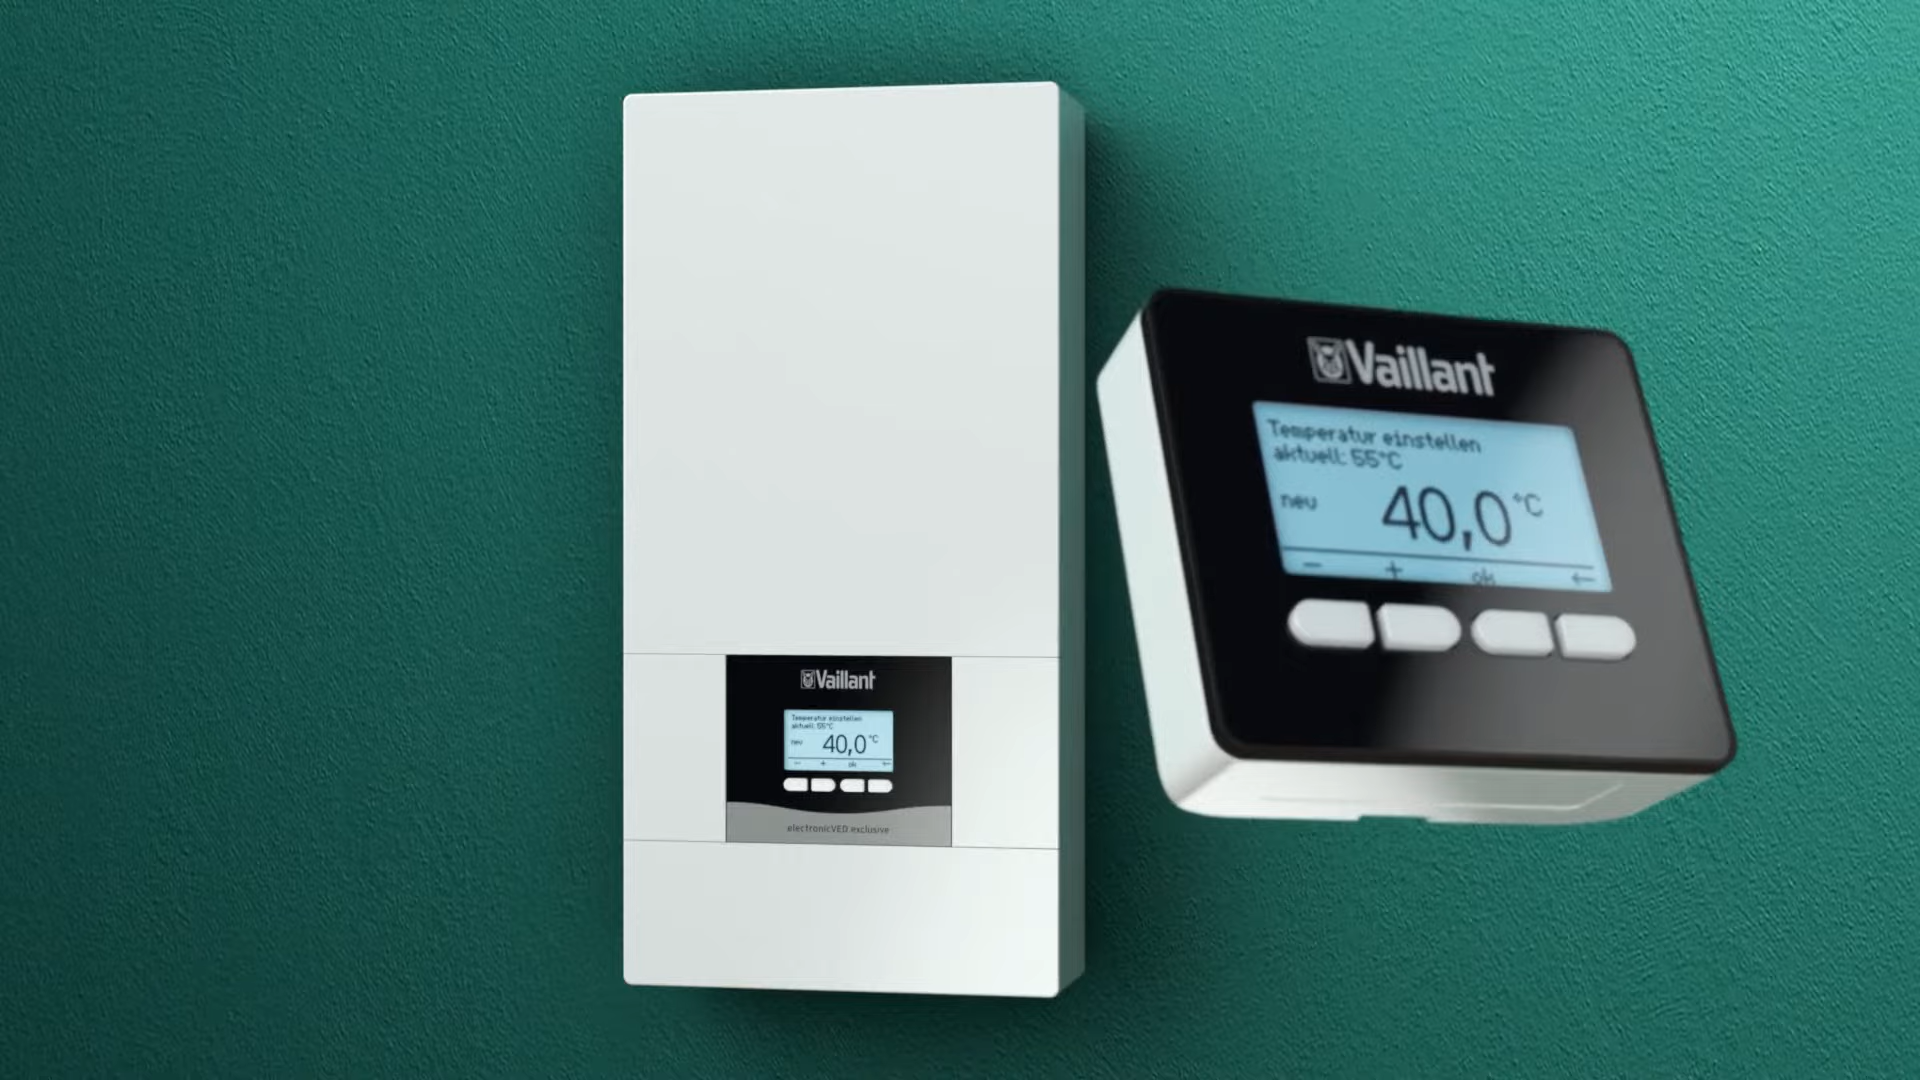 Vaillant
Temperatur einstellen
aktuell: 55°C
neu 40,0 °C
- + ok ←
electronicVED exclusive
Vaillant
Temperatur einstellen
aktuell: 55°C
neu 40,0 °C
- + ok ←